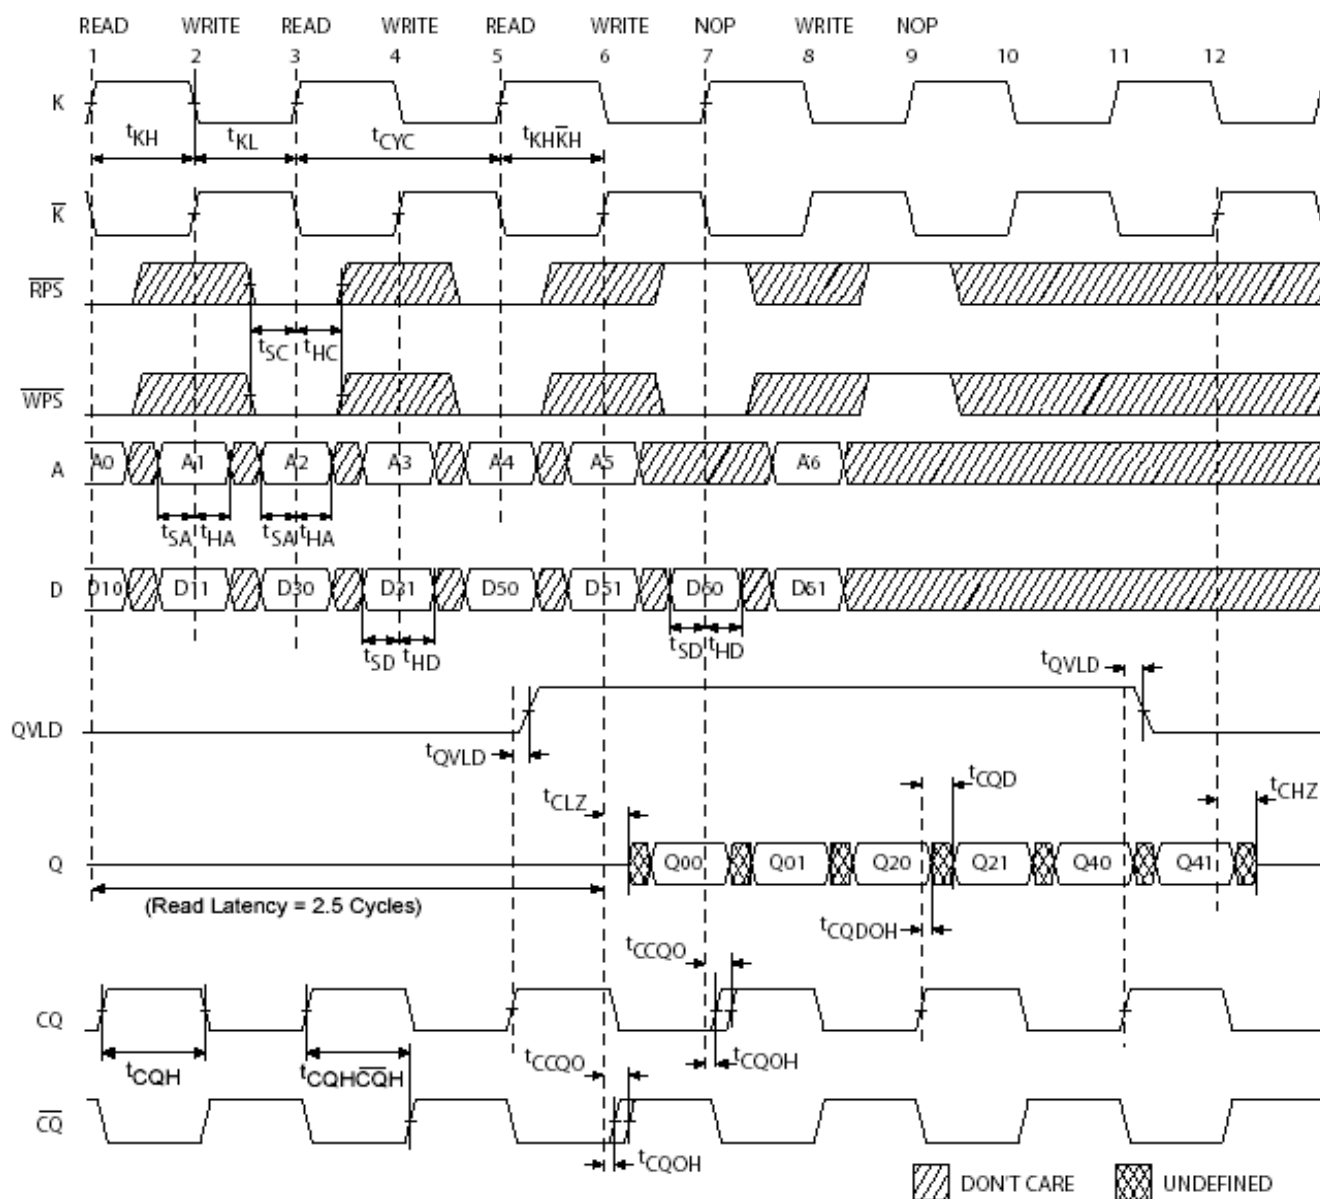 READ WRITE READ WRITE READ WRITE NOP WRITE NOP
1 2 3 4 5 6 7 8 9 10 11 12
K
tKH tKL tCYC tKHK̅H
K̅
R̅P̅S̅
tSC tHC
W̅P̅S̅
A A0 A1 A2 A3 A4 A5 A6
tSA tHA tSA tHA
D D10 D11 D30 D31 D50 D51 D60 D61
tSD tHD tSD tHD
tQVLD
QVLD
tQVLD
tCQD
tCLZ tCHZ
Q Q00 Q01 Q20 Q21 Q40 Q41
(Read Latency = 2.5 Cycles)
tCQDOH
tCCQO
CQ
tCQH tCQHC̅Q̅H tCCQO tCQOH
C̅Q̅
tCQOH
DON'T CARE UNDEFINED